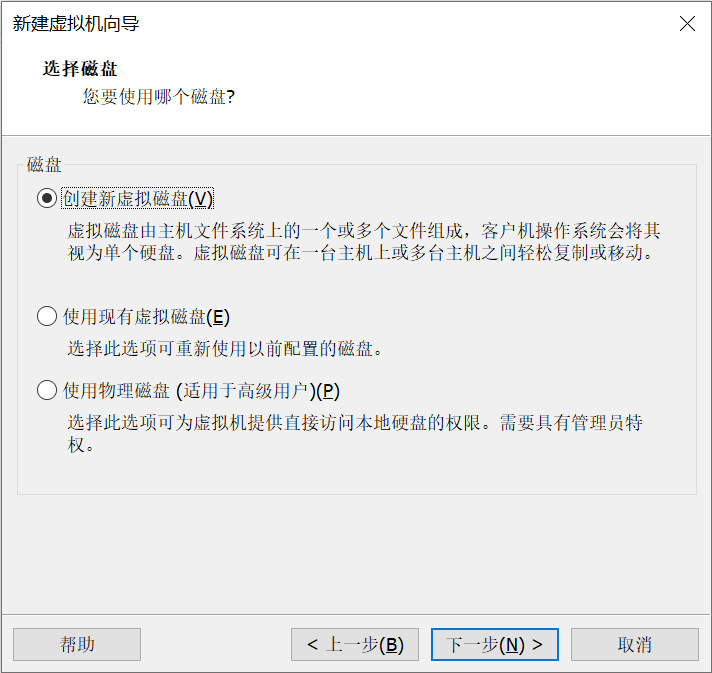 新建虚拟机向导
选择磁盘
您要使用哪个磁盘?
磁盘
创建新虚拟磁盘(V)
虚拟磁盘由主机文件系统上的一个或多个文件组成，客户机操作系统会将其
视为单个硬盘。虚拟磁盘可在一台主机上或多台主机之间轻松复制或移动。
使用现有虚拟磁盘(E)
选择此选项可重新使用以前配置的磁盘。
使用物理磁盘 (适用于高级用户)(P)
选择此选项可为虚拟机提供直接访问本地硬盘的权限。需要具有管理员特
权。
帮助
< 上一步(B)
下一步(N) >
取消